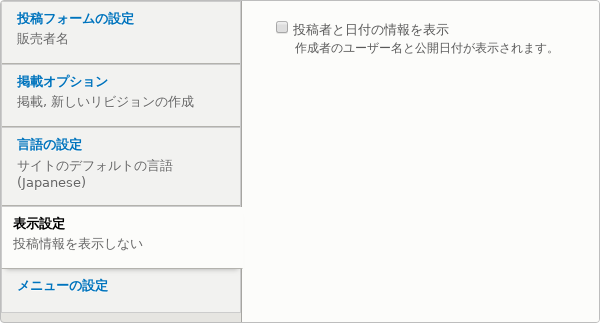 投稿フォームの設定
販売者名
掲載オプション
掲載, 新しいリビジョンの作成
言語の設定
サイトのデフォルトの言語
(Japanese)
表示設定
投稿情報を表示しない
メニューの設定
投稿者と日付の情報を表示
作成者のユーザー名と公開日付が表示されます。